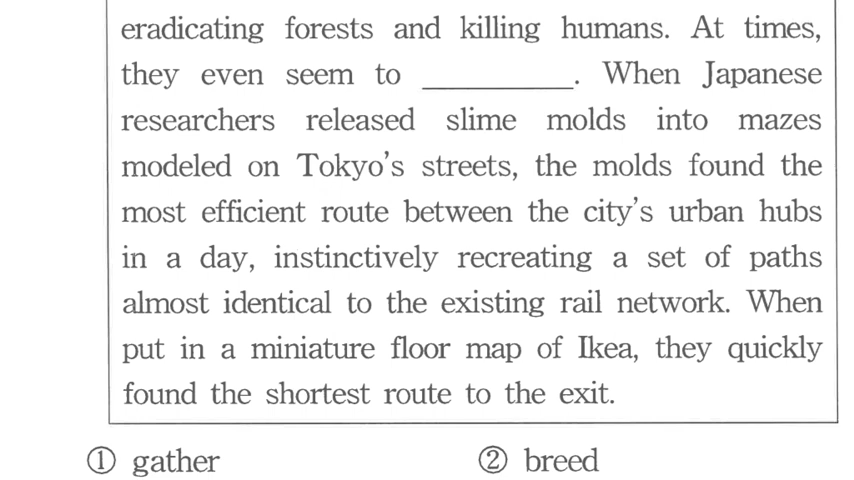 eradicating forests and killing humans. At times,
they even seem to __________. When Japanese
researchers released slime molds into mazes
modeled on Tokyo's streets, the molds found the
most efficient route between the city's urban hubs
in a day, instinctively recreating a set of paths
almost identical to the existing rail network. When
put in a miniature floor map of Ikea, they quickly
found the shortest route to the exit.
① gather ② breed